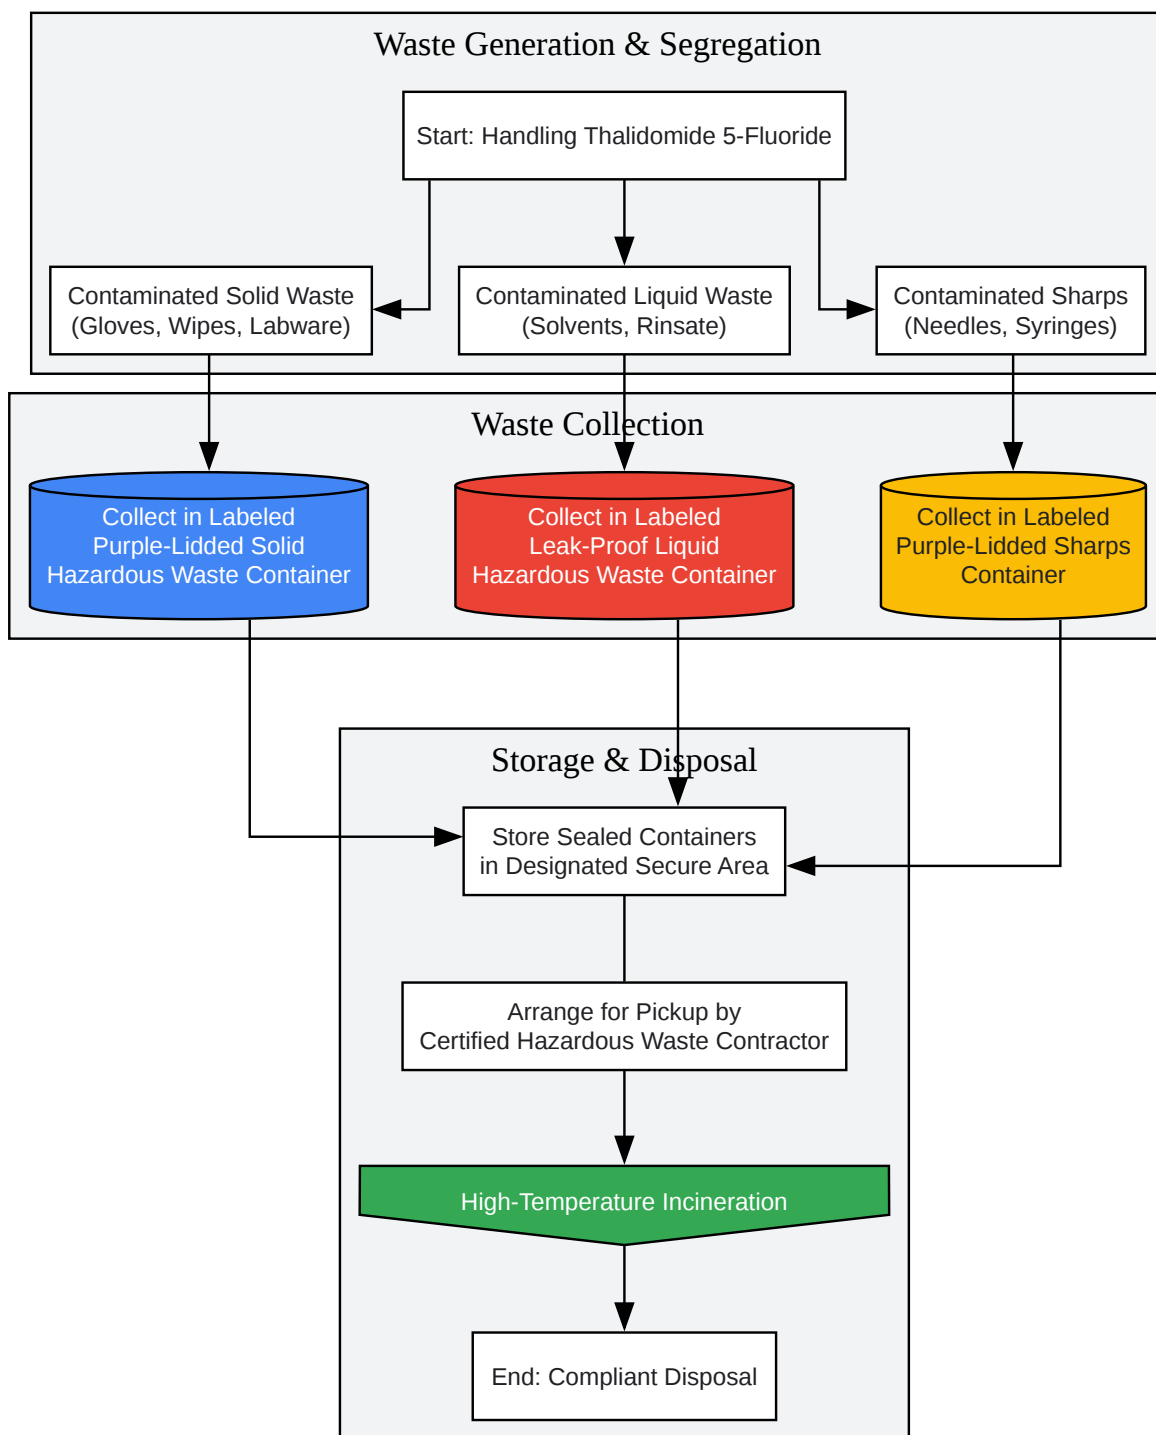 Waste Generation & Segregation
Start: Handling Thalidomide 5-Fluoride
Contaminated Solid Waste
(Gloves, Wipes, Labware)
Contaminated Liquid Waste
(Solvents, Rinsate)
Contaminated Sharps
(Needles, Syringes)
Waste Collection
Collect in Labeled
Purple-Lidded Solid
Hazardous Waste Container
Collect in Labeled
Leak-Proof Liquid
Hazardous Waste Container
Collect in Labeled
Purple-Lidded Sharps
Container
Storage & Disposal
Store Sealed Containers
in Designated Secure Area
Arrange for Pickup by
Certified Hazardous Waste Contractor
High-Temperature Incineration
End: Compliant Disposal